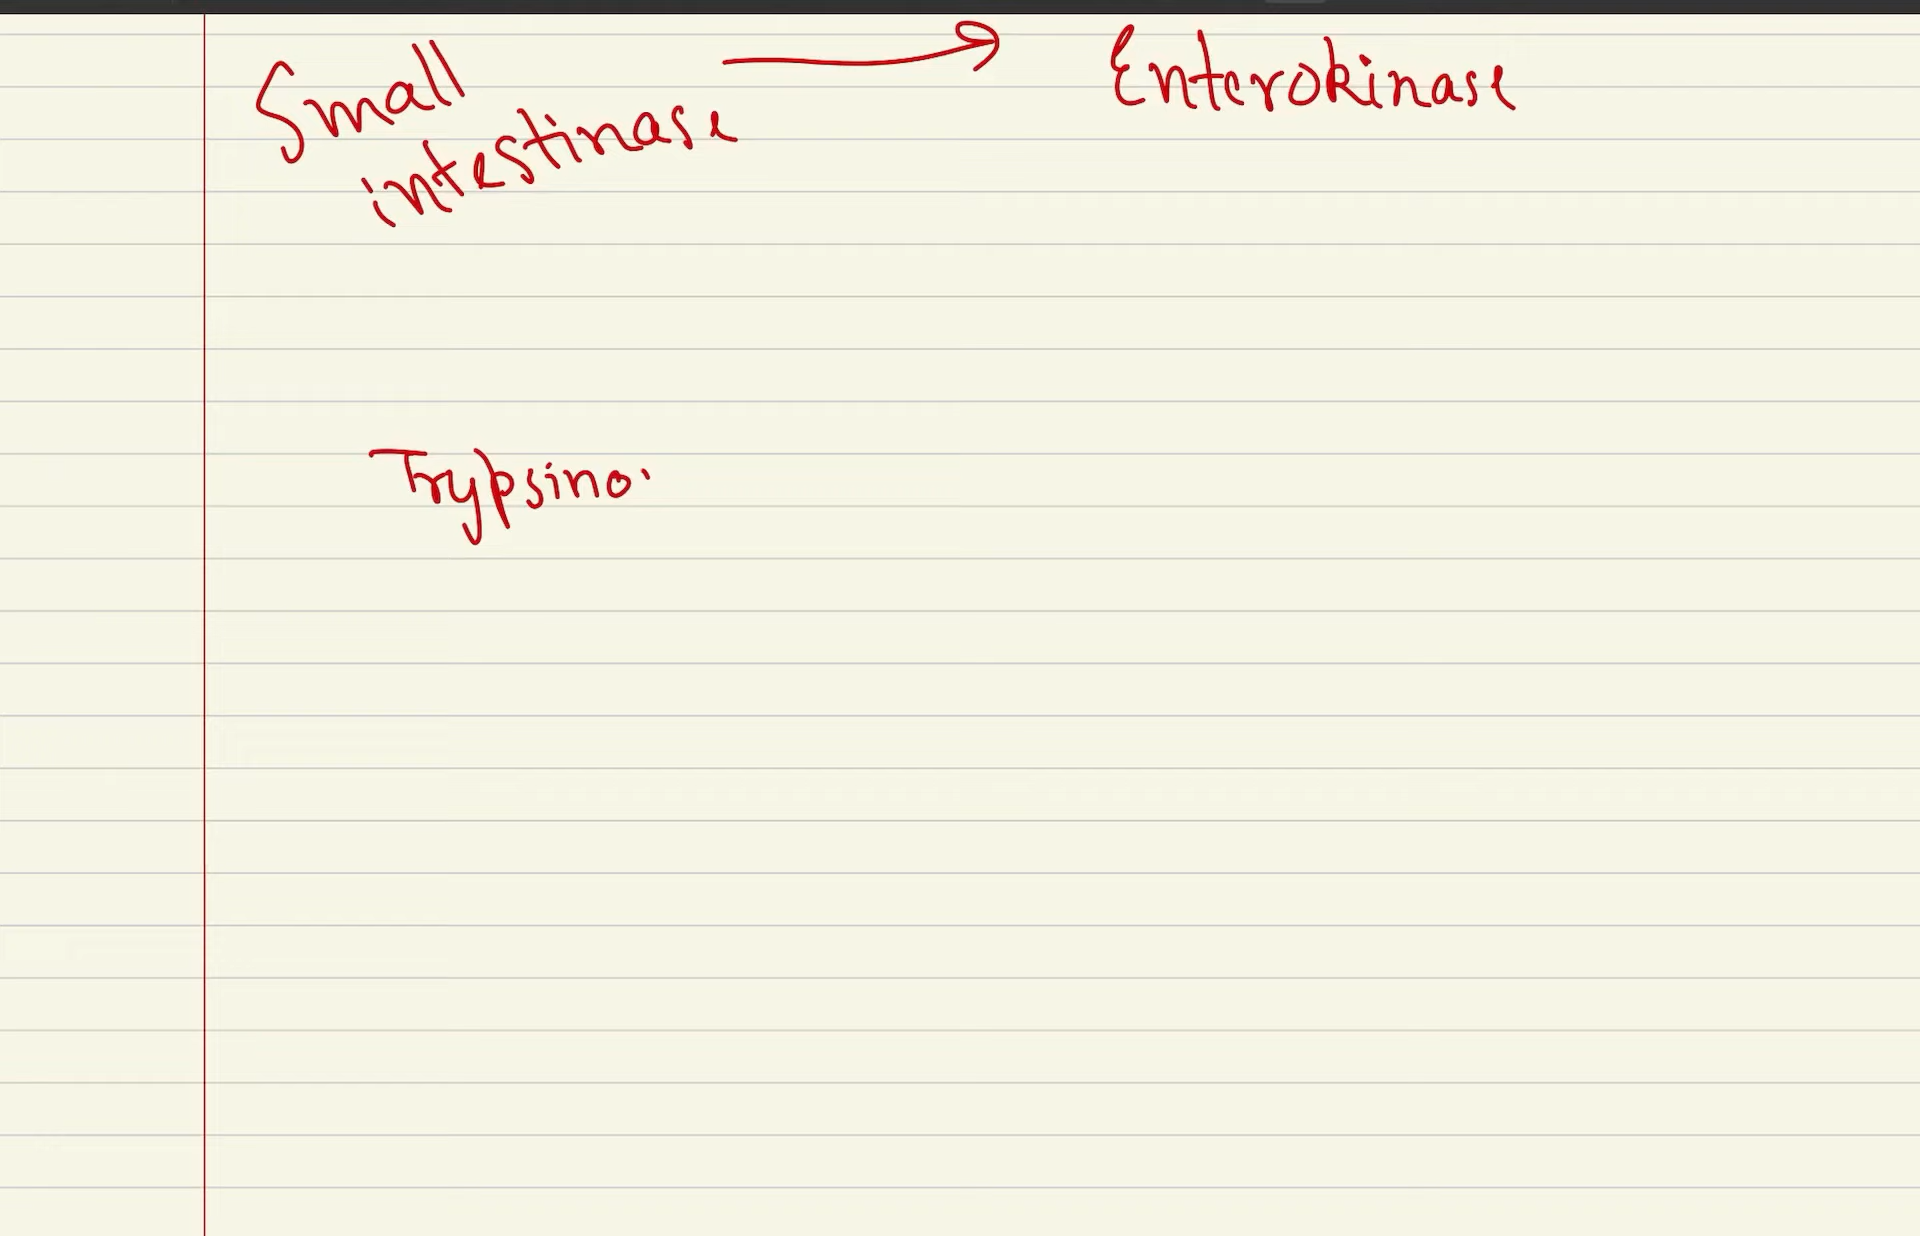 Small → Enterokinase
intestinase
Trypsino